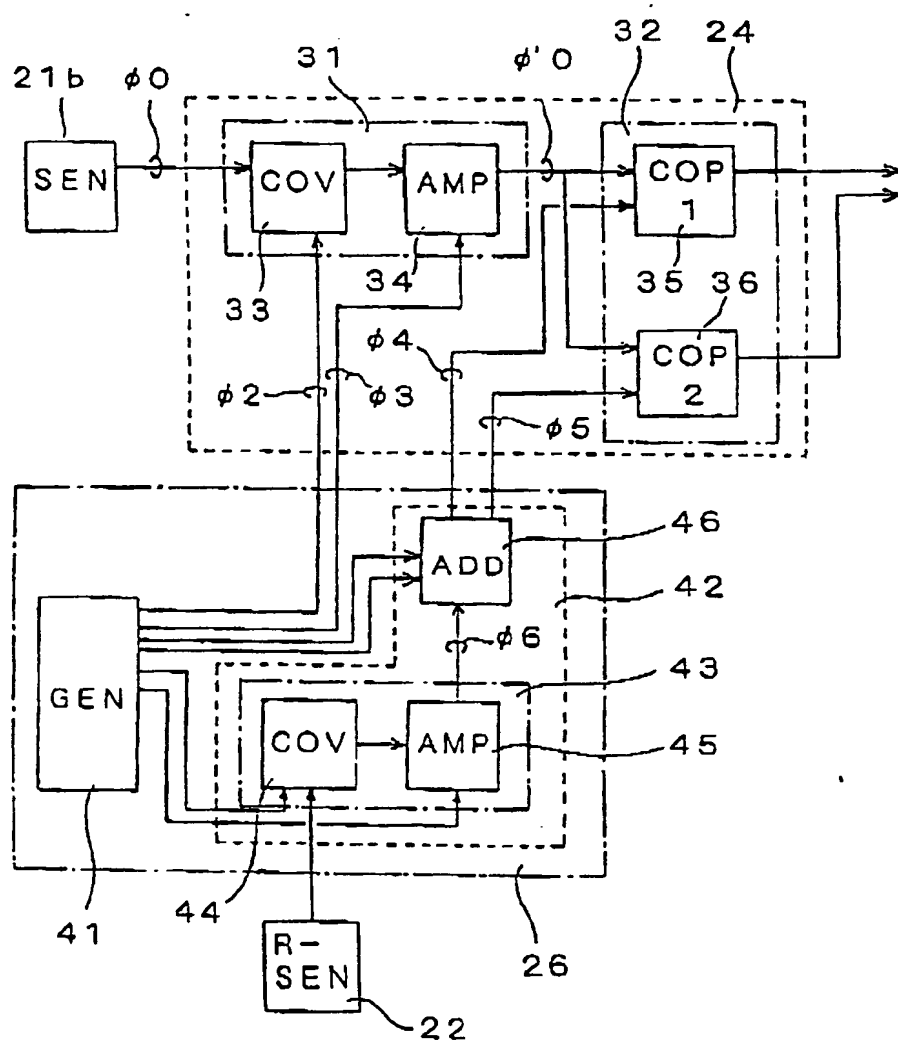 32 24
31 φ'0
21b φ0
SEN
COV
AMP
COP
1
33
34
35
36
COP
2
φ4
φ2
φ3
φ5
46
ADD
42
φ6
43
GEN
COV
AMP
45
41
44
26
R-
SEN
22